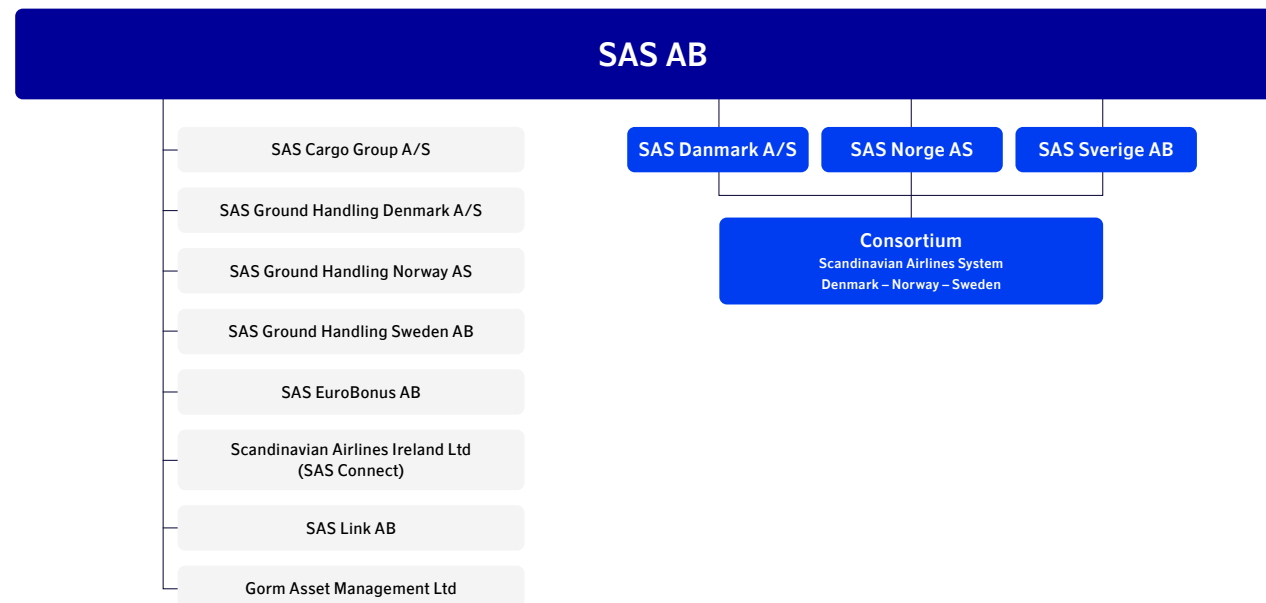 SAS AB
SAS Cargo Group A/S
SAS Ground Handling Denmark A/S
SAS Ground Handling Norway AS
SAS Ground Handling Sweden AB
SAS EuroBonus AB
Scandinavian Airlines Ireland Ltd
(SAS Connect)
SAS Link AB
Gorm Asset Management Ltd
SAS Danmark A/S
SAS Norge AS
SAS Sverige AB
Consortium
Scandinavian Airlines System
Denmark – Norway – Sweden